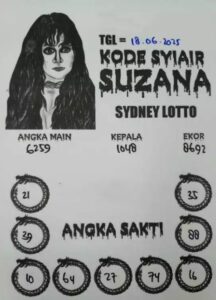 TGL = 18.06.2025
KODE SYIAIR
SUZANA
SYDNEY LOTTO
ANGKA MAIN KEPALA EKOR
6259 1048 8692
21 35
39 ANGKA SAKTI 88
10 64 27 74 16